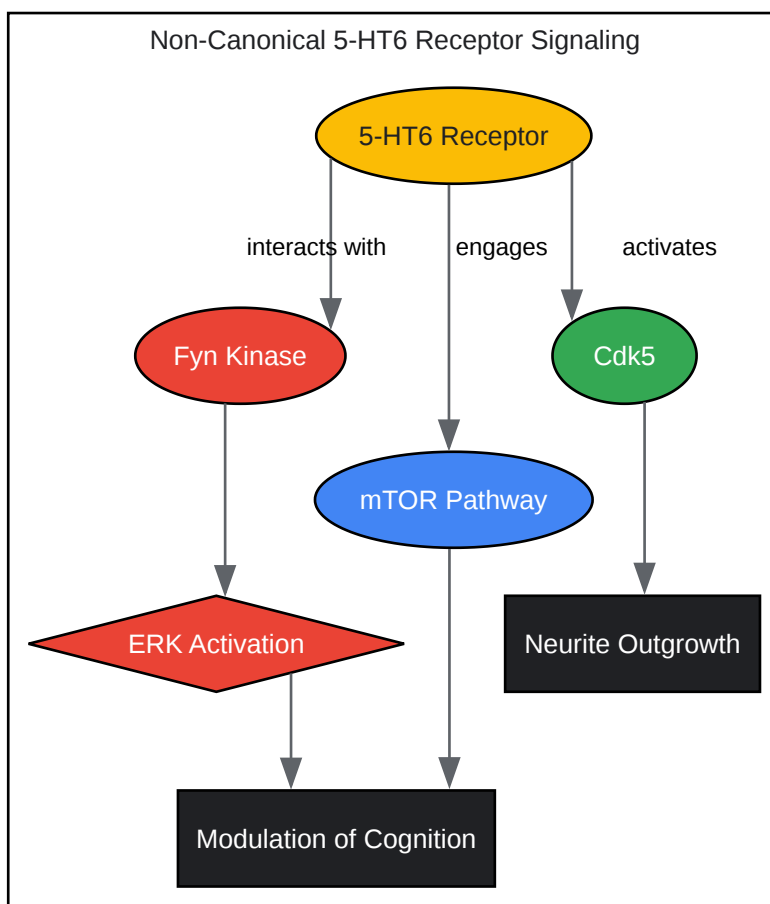 Non-Canonical 5-HT6 Receptor Signaling
5-HT6 Receptor
interacts with
engages
activates
Fyn Kinase
Cdk5
mTOR Pathway
ERK Activation
Neurite Outgrowth
Modulation of Cognition